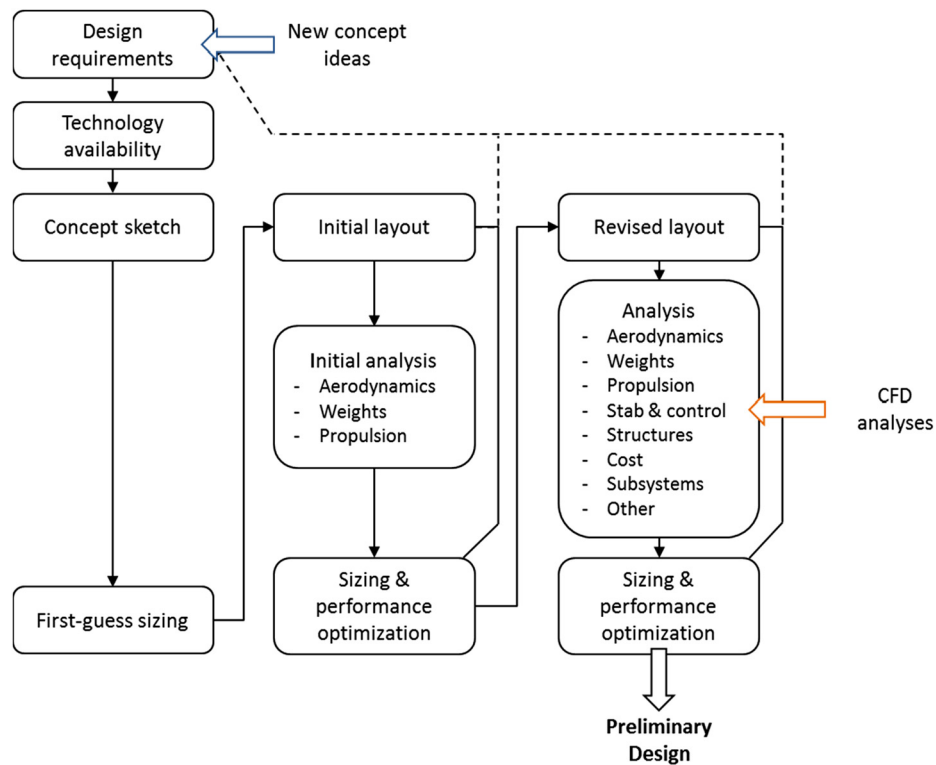 Design
requirements
New concept
ideas
Technology
availability
Concept sketch
First-guess sizing
Initial layout
Initial analysis
- Aerodynamics
- Weights
- Propulsion
Sizing &
performance
optimization
Revised layout
Analysis
- Aerodynamics
- Weights
- Propulsion
- Stab & control
- Structures
- Cost
- Subsystems
- Other
CFD
analyses
Sizing &
performance
optimization
Preliminary
Design